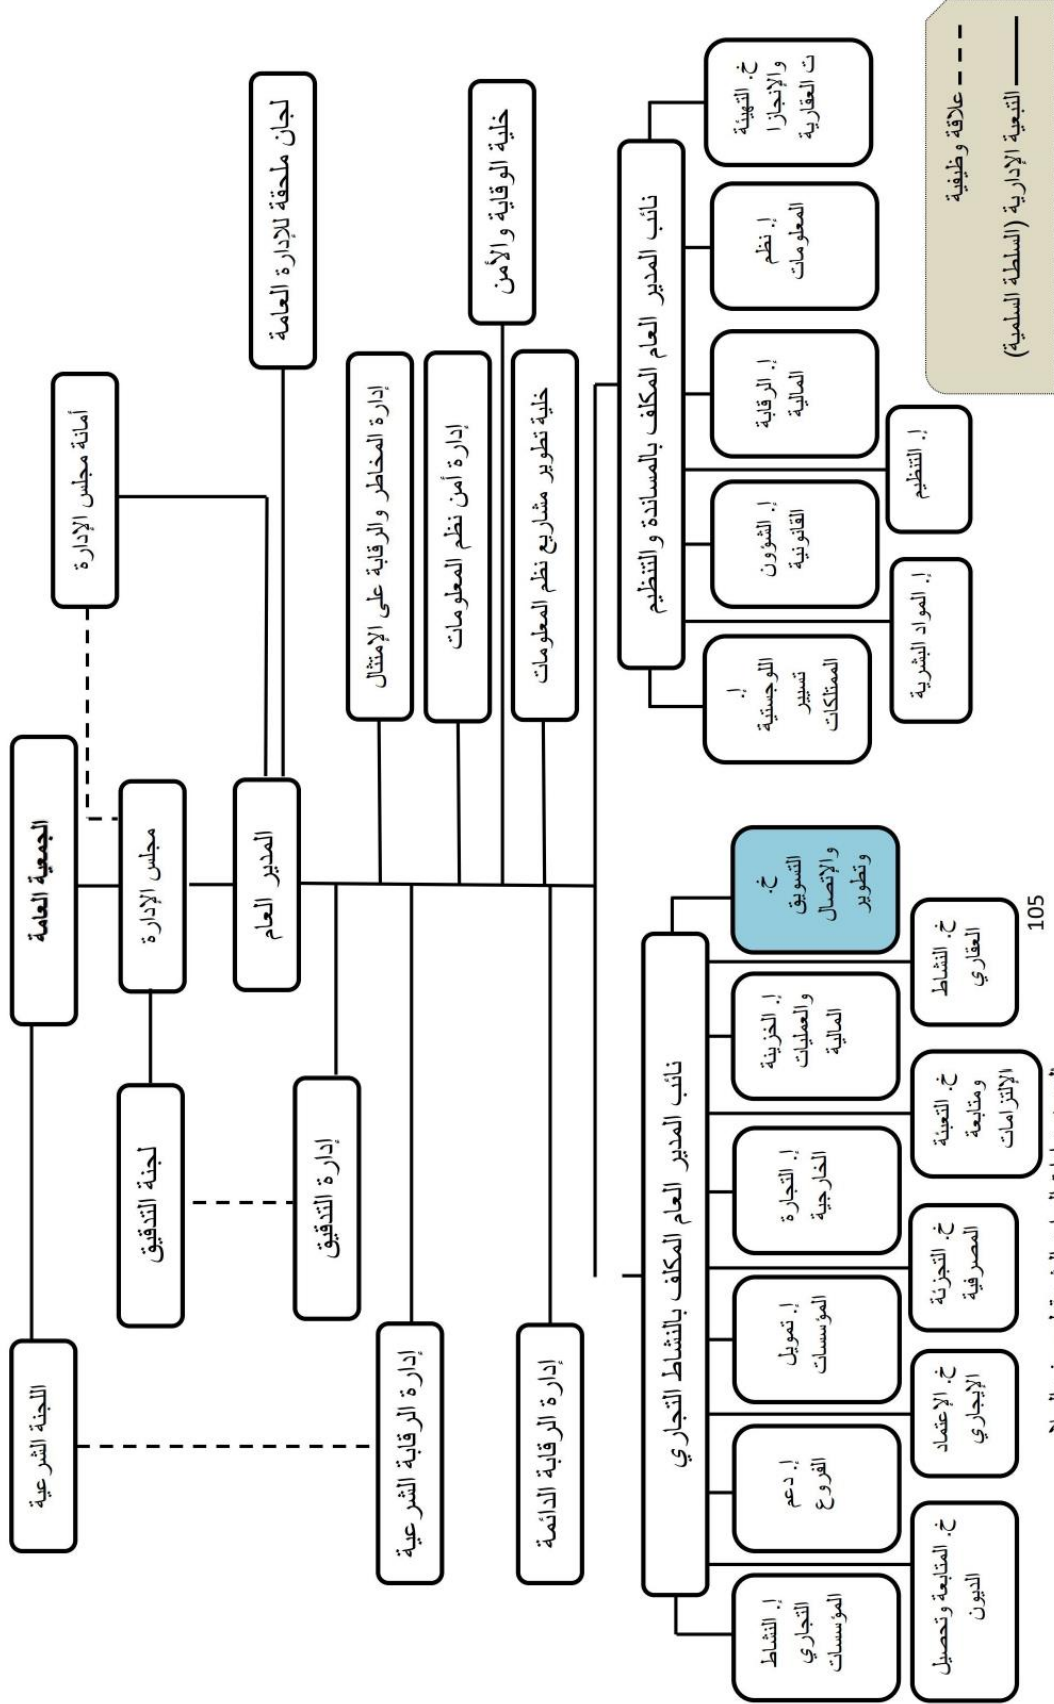 الجمعية العامة
اللجنة الشرعية
أمانة مجلس الإدارة
مجلس الإدارة
لجنة التدقيق
المدير العام
لجان ملحقة للإدارة العامة
إدارة التدقيق
إدارة المخاطر والرقابة على الإمتثال
إدارة الرقابة الشرعية
إدارة أمن نظم المعلومات
خلية الوقاية والأمن
خلية تطوير مشاريع نظم المعلومات
إدارة الرقابة الدائمة
نائب المدير العام المكلف بالمساندة والتنظيم
خ. التهيئة
والإنجازا
ت العقارية
إ. نظم
المعلومات
إ. الرقابة
المالية
إ. الشؤون
القانونية
إ.
اللوجستية
تسيير
الممتلكات
إ. التنظيم
إ. المواد البشرية
نائب المدير العام المكلف بالنشاط التجاري
خ.
التسويق
والإتصال
وتطوير
إ. الخزينة
والعمليات
المالية
إ. التجارة
الخارجية
إ. تمويل
المؤسسات
إ. دعم
الفروع
إ. النشاط
التجاري
المؤسسات
خ. النشاط
العقاري
خ. التعبئة
ومتابعة
الإلتزامات
خ. التجزئة
المصرفية
خ. الإعتماد
الإيجاري
خ. المتابعة وتحصيل
الديون
علاقة وظيفية
التبعية الإدارية (السلطة السلمية)
105